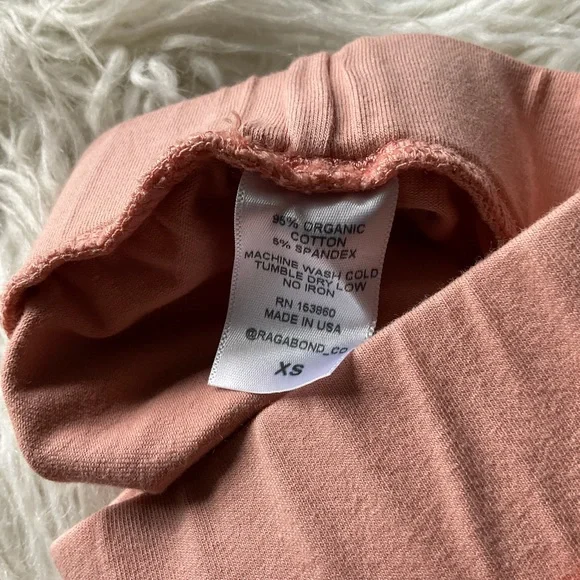 95% ORGANIC
COTTON
5% SPANDEX
MACHINE WASH COLD
TUMBLE DRY LOW
NO IRON
RN 163860
MADE IN USA
@RAGABOND_CO
XS